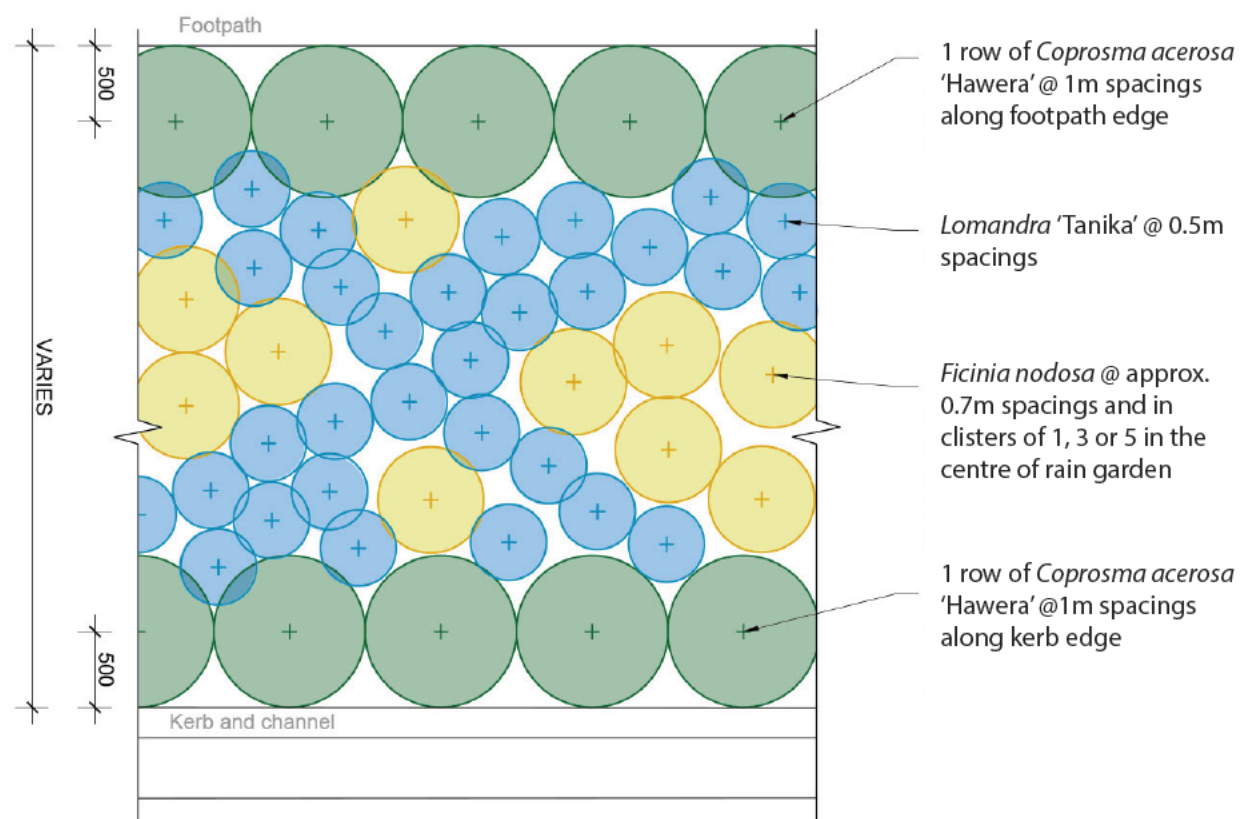 Footpath
500
1 row of Coprosma acerosa
‘Hawera’ @ 1m spacings
along footpath edge
Lomandra ‘Tanika’ @ 0.5m
spacings
VARIES
Ficinia nodosa @ approx.
0.7m spacings and in
clisters of 1, 3 or 5 in the
centre of rain garden
1 row of Coprosma acerosa
‘Hawera’ @1m spacings
along kerb edge
500
Kerb and channel